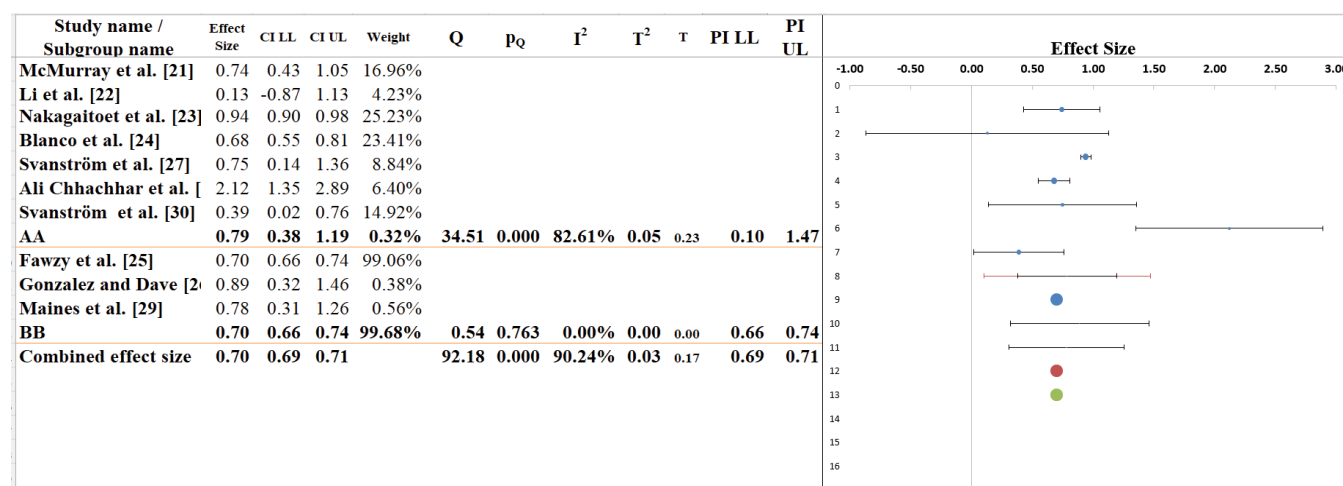 Study name / Subgroup name Effect Size CI LL CI UL Weight Q pQ I² T² T PI LL PI UL
McMurray et al. [21] 0.74 0.43 1.05 16.96%
Li et al. [22] 0.13 -0.87 1.13 4.23%
Nakagaitoet et al. [23] 0.94 0.90 0.98 25.23%
Blanco et al. [24] 0.68 0.55 0.81 23.41%
Svanström et al. [27] 0.75 0.14 1.36 8.84%
Ali Chhachhar et al. [ 2.12 1.35 2.89 6.40%
Svanström et al. [30] 0.39 0.02 0.76 14.92%
AA 0.79 0.38 1.19 0.32% 34.51 0.000 82.61% 0.05 0.23 0.10 1.47
Fawzy et al. [25] 0.70 0.66 0.74 99.06%
Gonzalez and Dave [2 0.89 0.32 1.46 0.38%
Maines et al. [29] 0.78 0.31 1.26 0.56%
BB 0.70 0.66 0.74 99.68% 0.54 0.763 0.00% 0.00 0.00 0.66 0.74
Combined effect size 0.70 0.69 0.71 92.18 0.000 90.24% 0.03 0.17 0.69 0.71
Effect Size
-1.00 -0.50 0.00 0.50 1.00 1.50 2.00 2.50 3.00
0
1
2
3
4
5
6
7
8
9
10
11
12
13
14
15
16